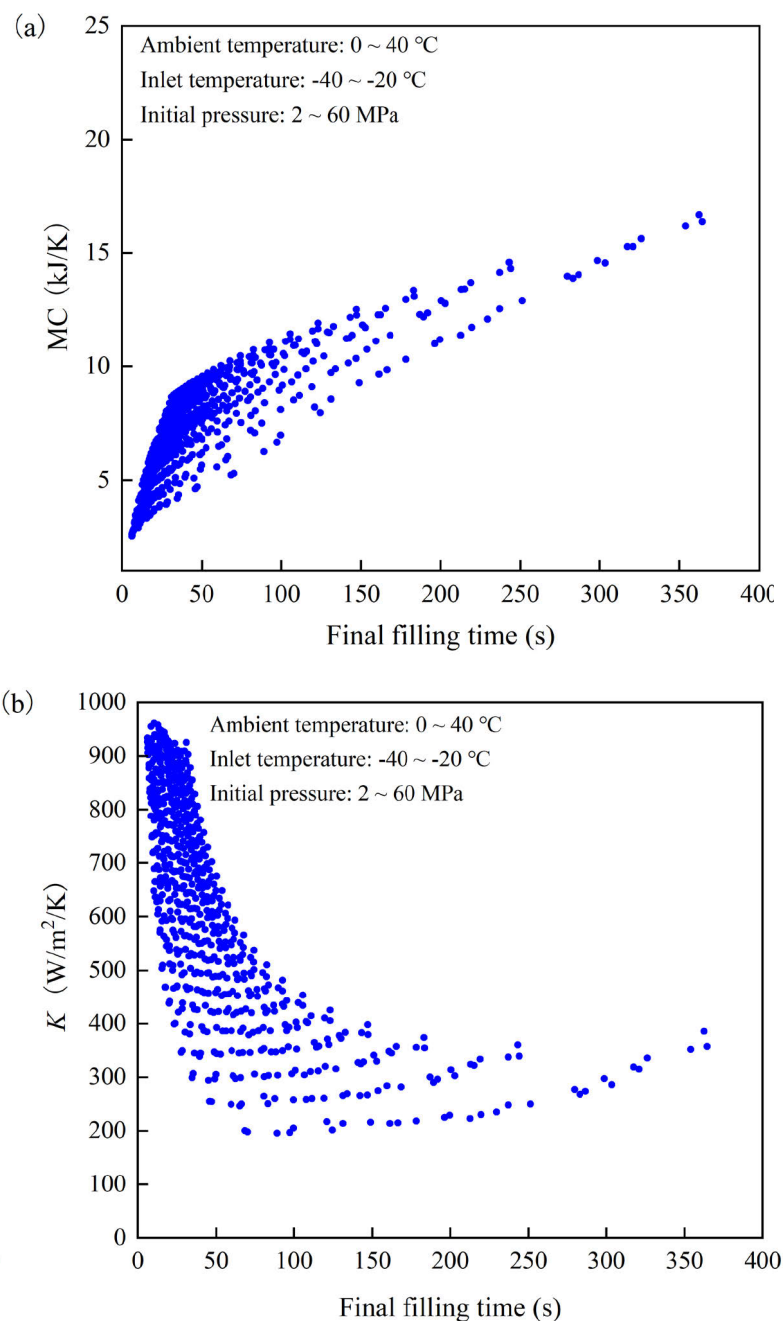 (a)
25
20
15
10
5
MC (kJ/K)
Ambient temperature: 0 ~ 40 ℃
Inlet temperature: -40 ~ -20 ℃
Initial pressure: 2 ~ 60 MPa
0 50 100 150 200 250 300 350 400
Final filling time (s)
(b)
1000
900
800
700
600
500
400
300
200
100
0
K (W/m²/K)
Ambient temperature: 0 ~ 40 ℃
Inlet temperature: -40 ~ -20 ℃
Initial pressure: 2 ~ 60 MPa
0 50 100 150 200 250 300 350 400
Final filling time (s)